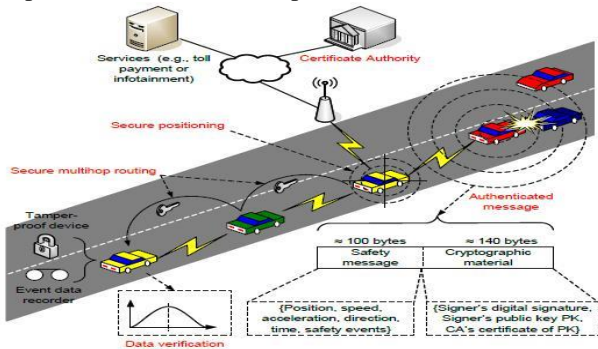 Services (e.g., toll
payment or
infotainment)
Certificate Authority
Secure positioning
Secure multihop routing
Tamper-
proof device
Event data
recorder
Data verification
Authenticated
message
≈ 100 bytes
≈ 140 bytes
Safety
message
Cryptographic
material
{Position, speed,
acceleration, direction,
time, safety events}
{Signer's digital signature,
Signer's public key PK,
CA's certificate of PK}